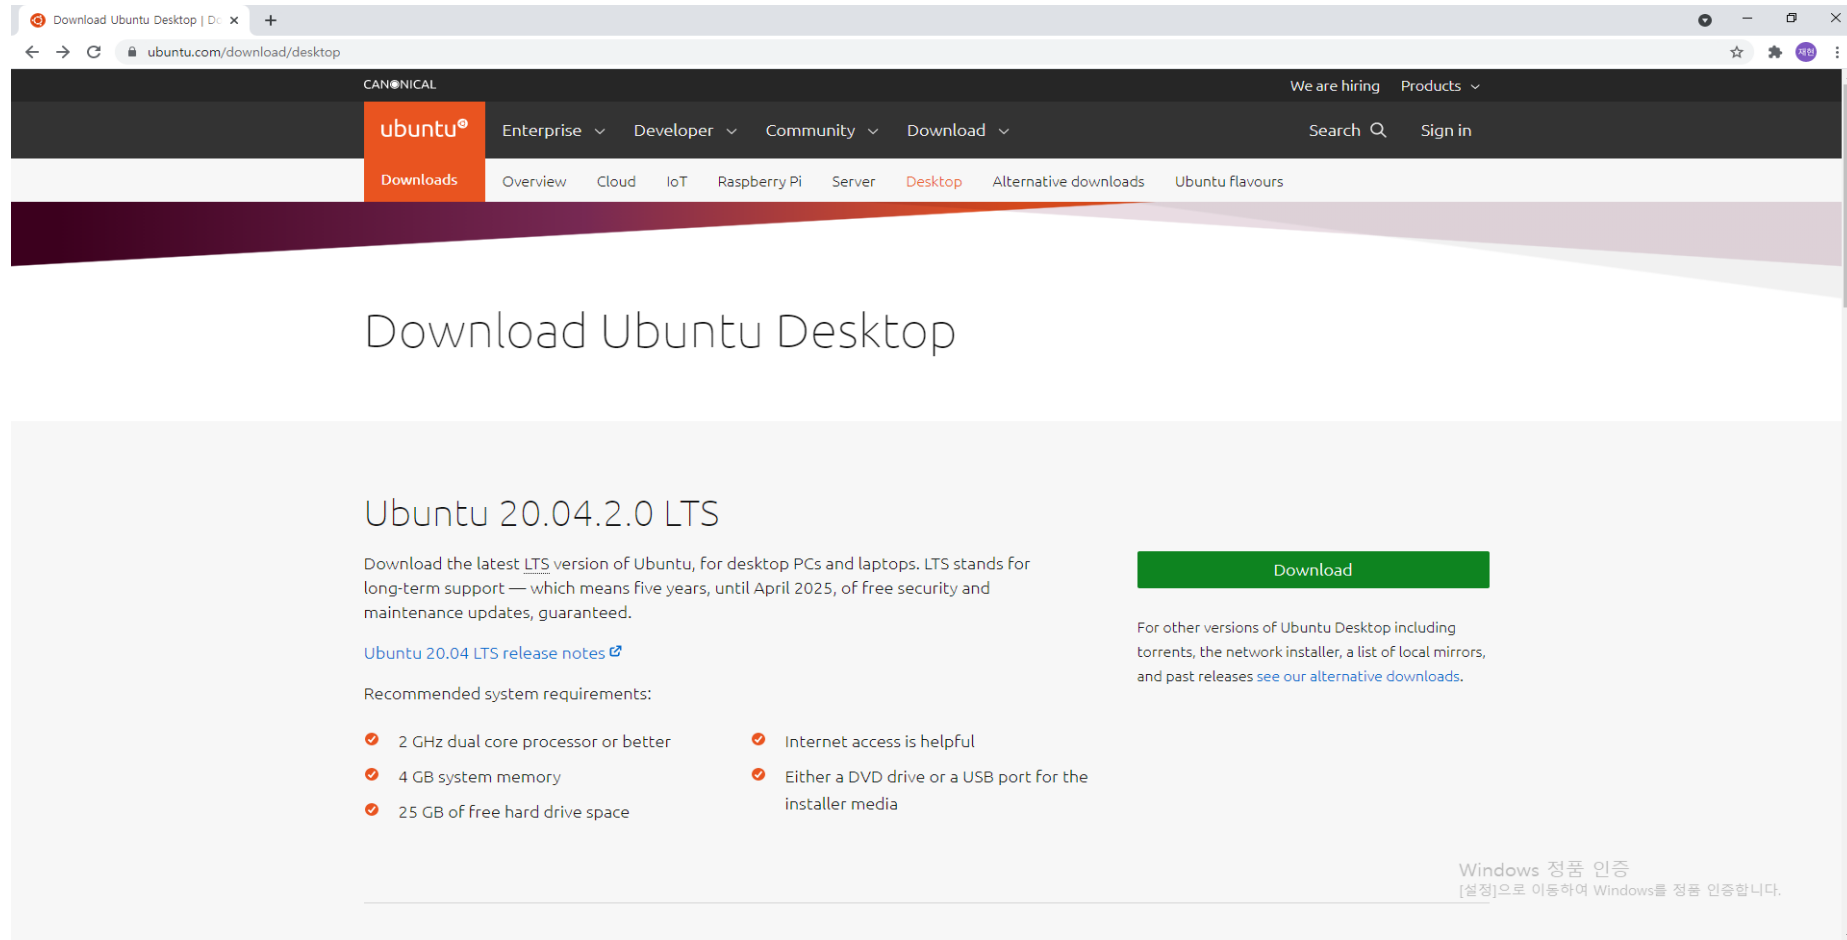 Download Ubuntu Desktop | Do
ubuntu.com/download/desktop
재현
CANONICAL
We are hiring Products
ubuntu Enterprise Developer Community Download Search Sign in
Downloads Overview Cloud IoT Raspberry Pi Server Desktop Alternative downloads Ubuntu flavours
Download Ubuntu Desktop
Ubuntu 20.04.2.0 LTS
Download the latest LTS version of Ubuntu, for desktop PCs and laptops. LTS stands for
long-term support — which means five years, until April 2025, of free security and
maintenance updates, guaranteed.
Ubuntu 20.04 LTS release notes
Recommended system requirements:
2 GHz dual core processor or better
4 GB system memory
25 GB of free hard drive space
Internet access is helpful
Either a DVD drive or a USB port for the
installer media
Download
For other versions of Ubuntu Desktop including
torrents, the network installer, a list of local mirrors,
and past releases see our alternative downloads.
Windows 정품 인증
[설정]으로 이동하여 Windows를 정품 인증합니다.